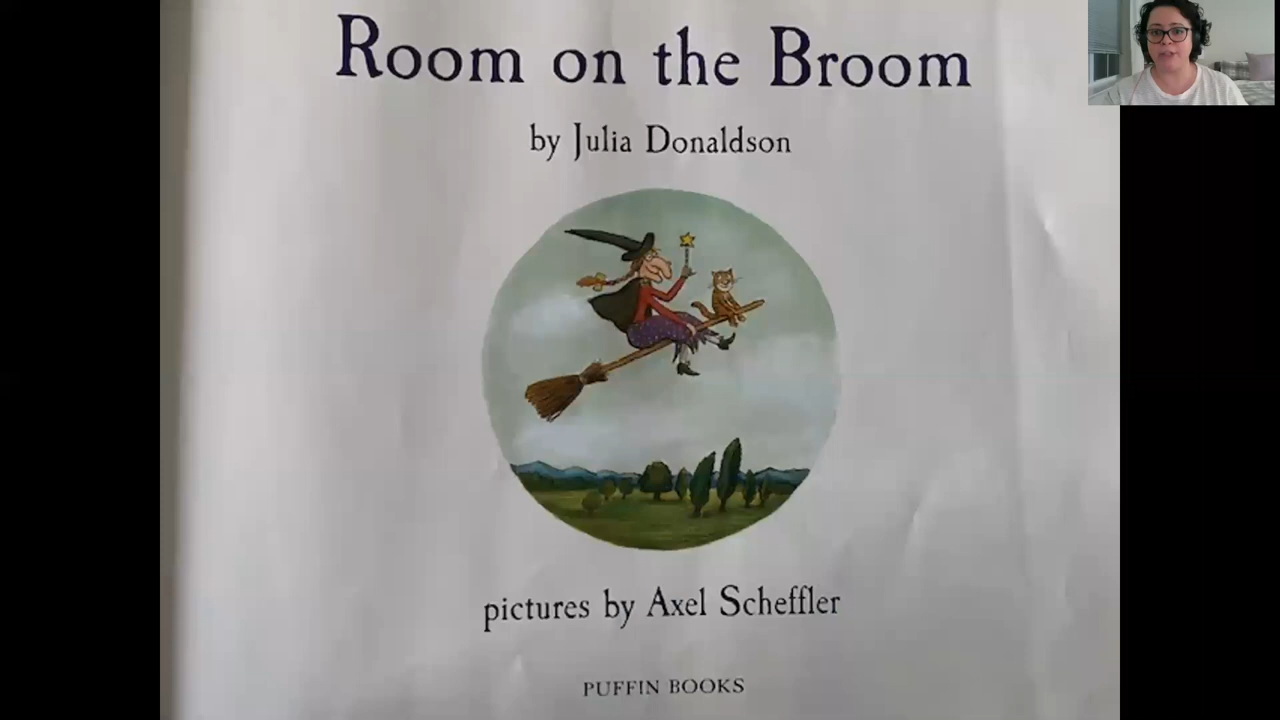 Room on the Broom
by Julia Donaldson
pictures by Axel Scheffler
PUFFIN BOOKS